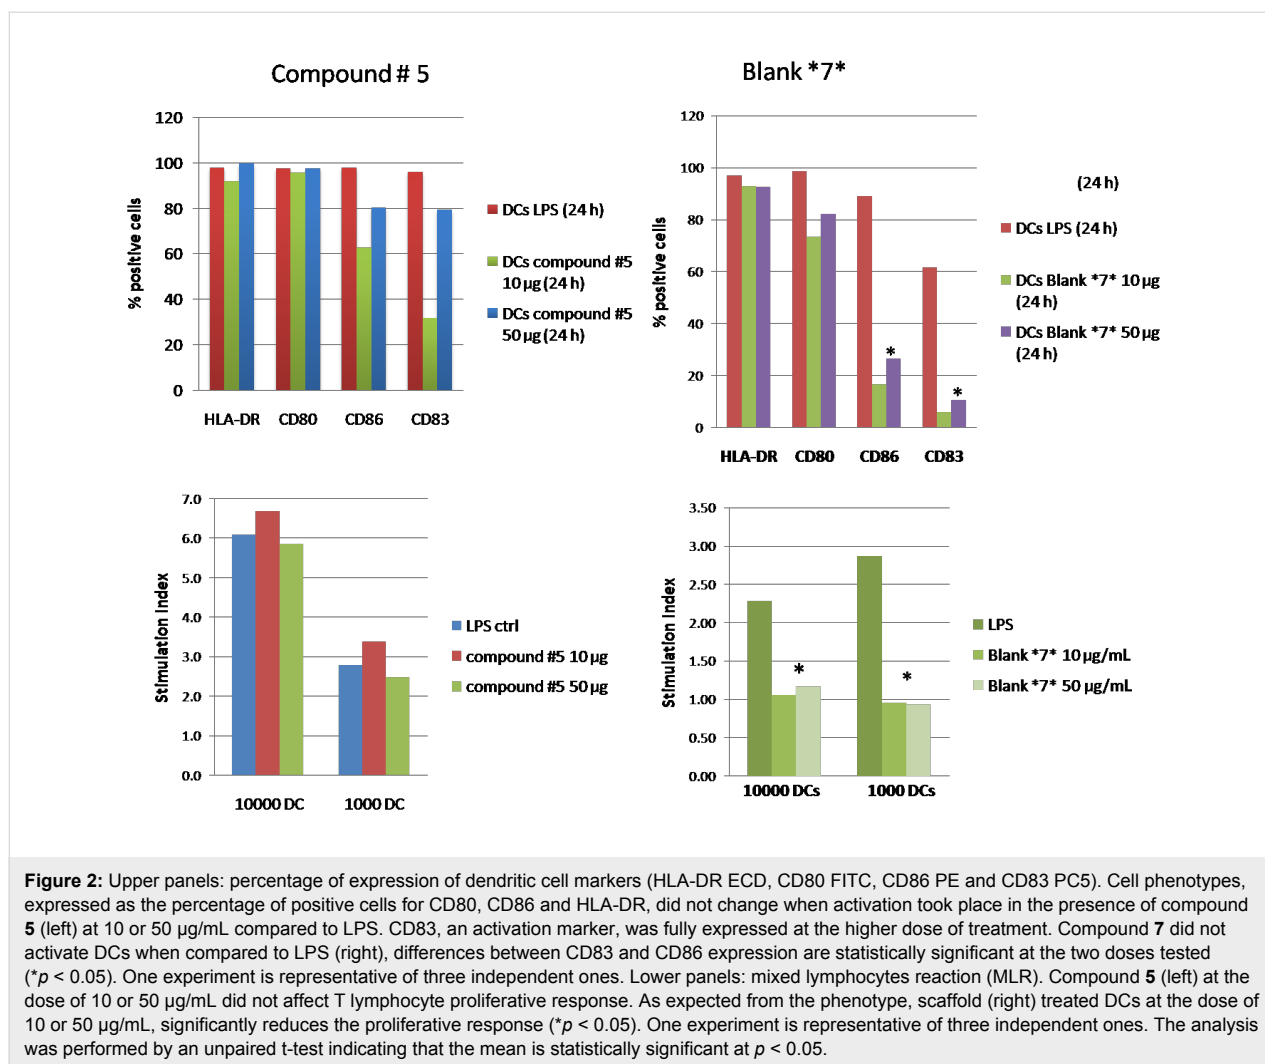 Compound # 5
120
100
80
60
40
20
0
% positive cells
HLA-DR CD80 CD86 CD83
DCs LPS (24 h)
DCs compound #5
10 µg (24 h)
DCs compound #5
50 µg (24 h)
Blank *7*
120
100
80
60
40
20
0
% positive cells
* *
HLA-DR CD80 CD86 CD83
(24 h)
DCs LPS (24 h)
DCs Blank *7* 10 µg
(24 h)
DCs Blank *7* 50 µg
(24 h)
7.0
6.0
5.0
4.0
3.0
2.0
1.0
0.0
Stimulation Index
10000 DC 1000 DC
LPS ctrl
compound #5 10 µg
compound #5 50 µg
3.50
3.00
2.50
2.00
1.50
1.00
0.50
0.00
Stimulation Index
* *
10000 DCs 1000 DCs
LPS
Blank *7* 10 µg/mL
Blank *7* 50 µg/mL
Figure 2: Upper panels: percentage of expression of dendritic cell markers (HLA-DR ECD, CD80 FITC, CD86 PE and CD83 PC5). Cell phenotypes,
expressed as the percentage of positive cells for CD80, CD86 and HLA-DR, did not change when activation took place in the presence of compound
5 (left) at 10 or 50 µg/mL compared to LPS. CD83, an activation marker, was fully expressed at the higher dose of treatment. Compound 7 did not
activate DCs when compared to LPS (right), differences between CD83 and CD86 expression are statistically significant at the two doses tested
(*p < 0.05). One experiment is representative of three independent ones. Lower panels: mixed lymphocytes reaction (MLR). Compound 5 (left) at the
dose of 10 or 50 µg/mL did not affect T lymphocyte proliferative response. As expected from the phenotype, scaffold (right) treated DCs at the dose of
10 or 50 µg/mL, significantly reduces the proliferative response (*p < 0.05). One experiment is representative of three independent ones. The analysis
was performed by an unpaired t-test indicating that the mean is statistically significant at p < 0.05.